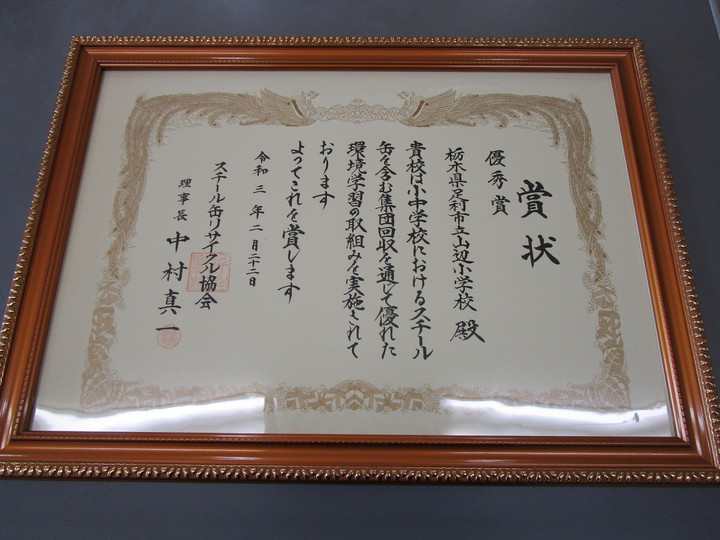 賞状
優秀賞
栃木県足利市立山辺小学校 殿
貴校は小中学校におけるスチール
缶を含む集団回収を通じて優れた
環境学習の取組みを実施されて
おります
よってこれを賞します
令和三年二月二十二日
スチール缶リサイクル協会
理事長 中村真一